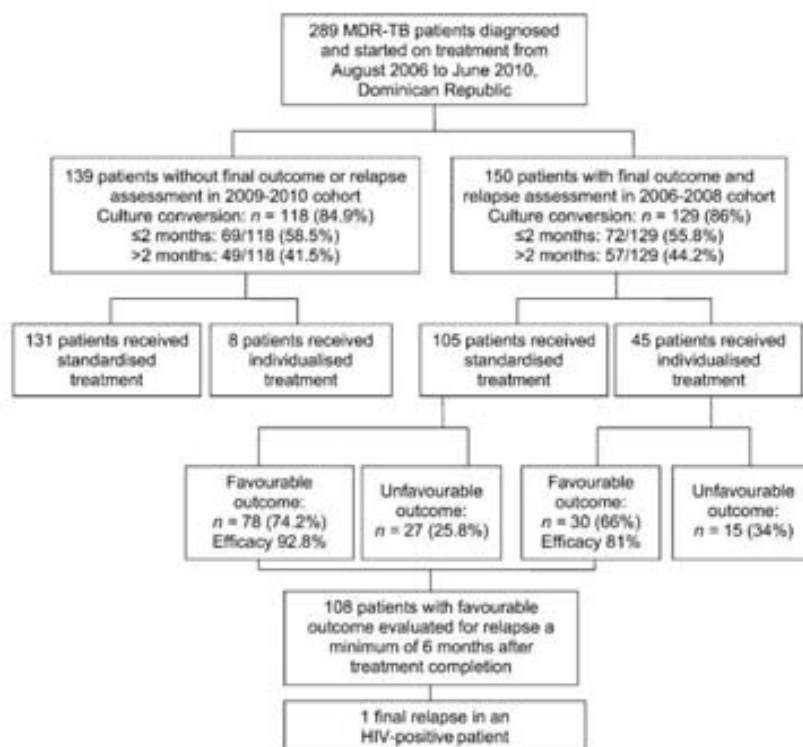 289 MDR-TB patients diagnosed
and started on treatment from
August 2006 to June 2010,
Dominican Republic
139 patients without final outcome or relapse
assessment in 2009-2010 cohort
Culture conversion: n = 118 (84.9%)
≤2 months: 69/118 (58.5%)
>2 months: 49/118 (41.5%)
150 patients with final outcome and
relapse assessment in 2006-2008 cohort
Culture conversion: n = 129 (86%)
≤2 months: 72/129 (55.8%)
>2 months: 57/129 (44.2%)
131 patients received
standardised
treatment
8 patients received
individualised
treatment
105 patients received
standardised
treatment
45 patients received
individualised
treatment
Favourable
outcome:
n = 78 (74.2%)
Efficacy 92.8%
Unfavourable
outcome:
n = 27 (25.8%)
Favourable
outcome:
n = 30 (66%)
Efficacy 81%
Unfavourable
outcome:
n = 15 (34%)
108 patients with favourable
outcome evaluated for relapse a
minimum of 6 months after
treatment completion
1 final relapse in an
HIV-positive patient